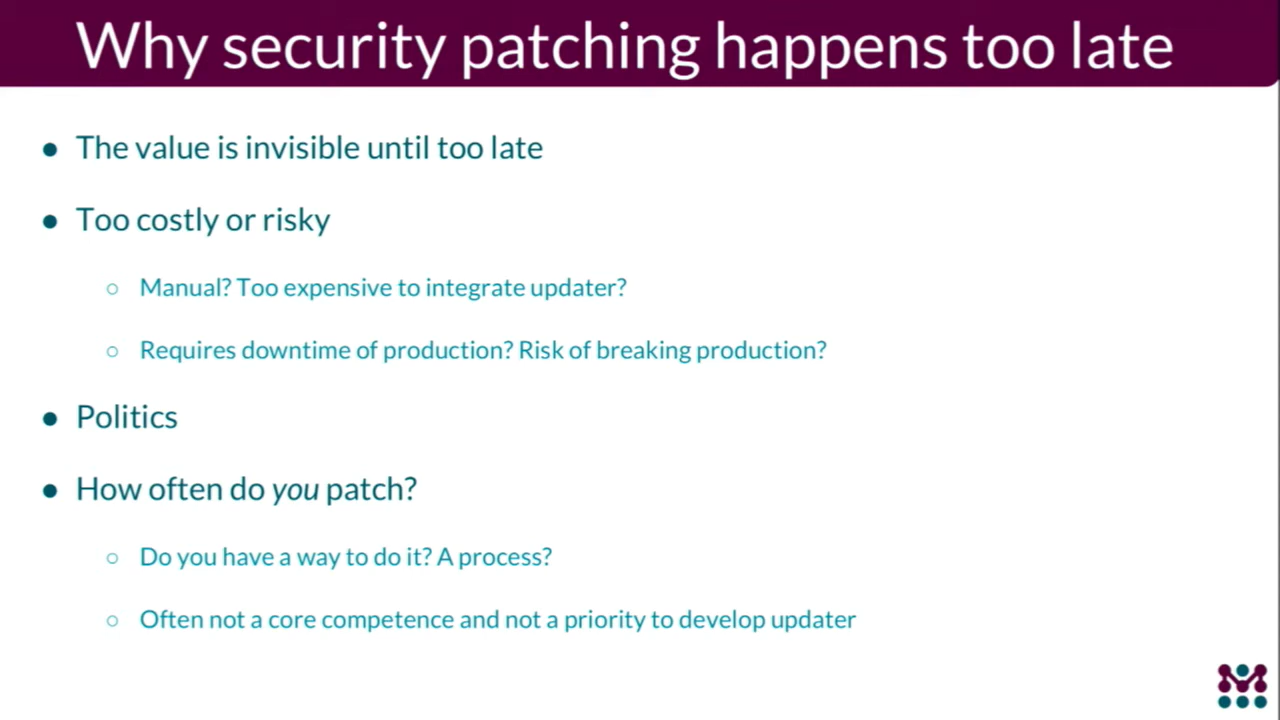 Why security patching happens too late
● The value is invisible until too late
● Too costly or risky
○ Manual? Too expensive to integrate updater?
○ Requires downtime of production? Risk of breaking production?
● Politics
● How often do you patch?
○ Do you have a way to do it? A process?
○ Often not a core competence and not a priority to develop updater